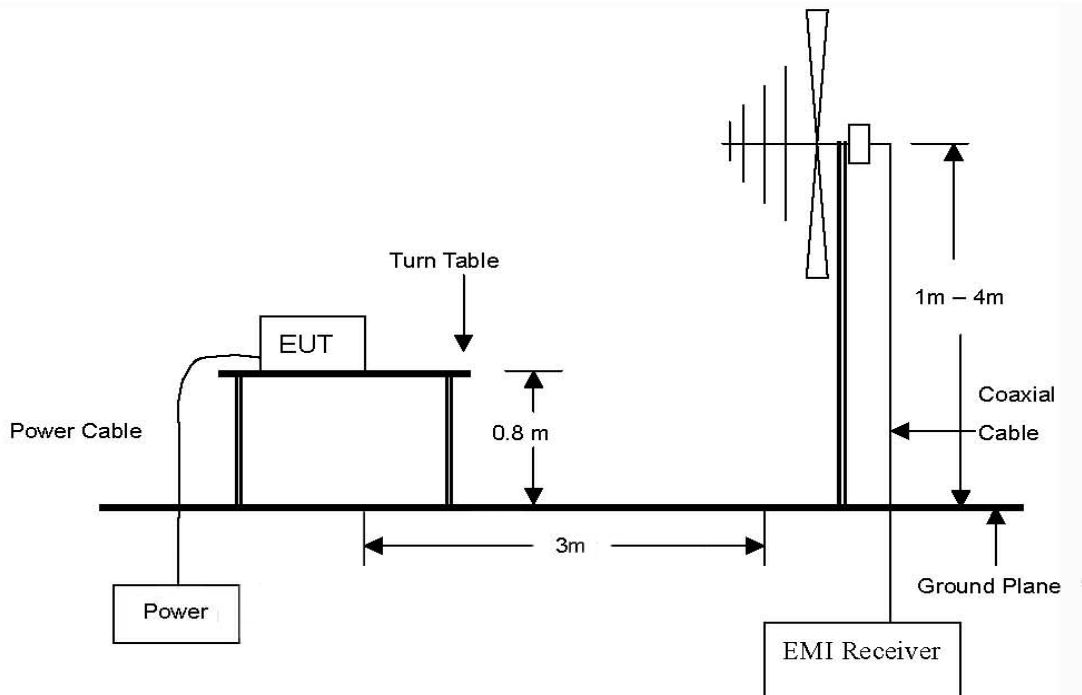 Turn Table
1m – 4m
EUT
Coaxial
Power Cable
0.8 m
Cable
3m
Ground Plane
Power
EMI Receiver